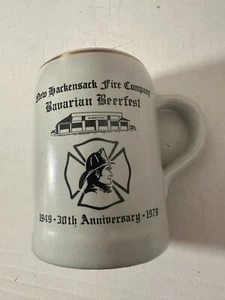 New Hackensack Fire Company
Bavarian Beerfest
1949 • 30th Anniversary • 1979